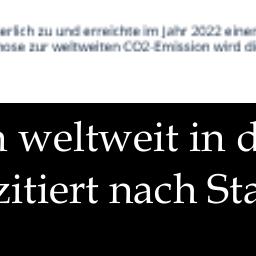 erlich zu und erreichte im Jahr 2022 einen
nose zur weltweiten CO2-Emission wird di
n weltweit in d
zitiert nach Sta